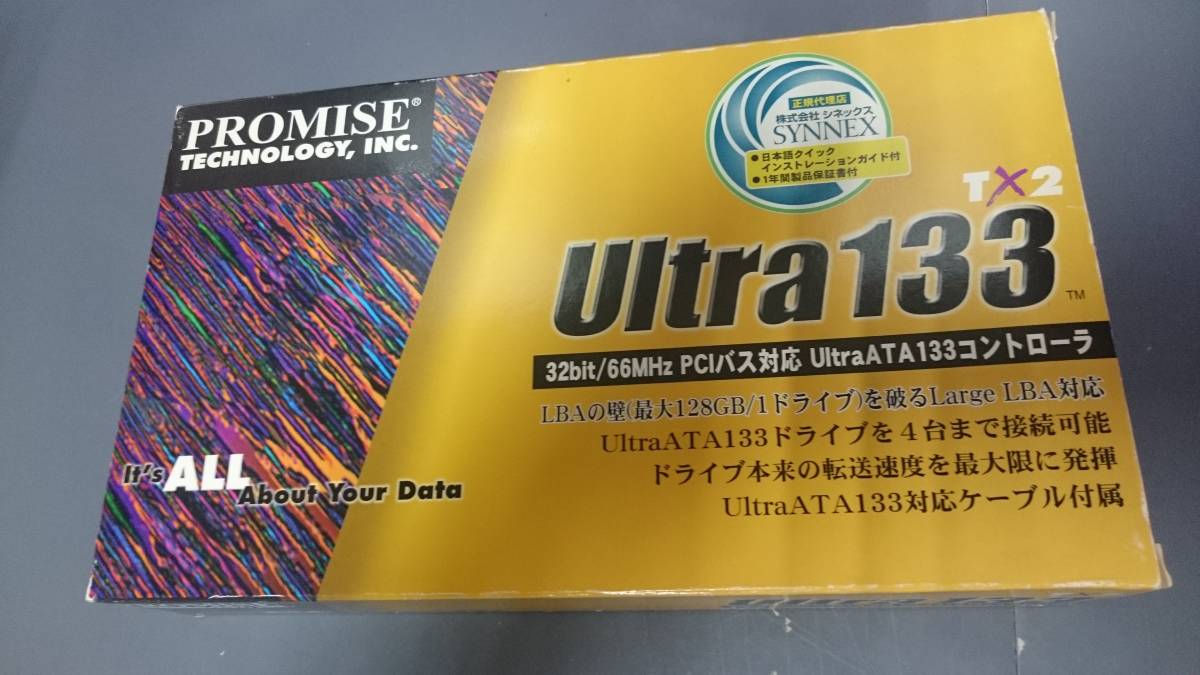 PROMISE®
TECHNOLOGY, INC.
正規代理店
株式会社 シネックス
SYNNEX
●日本語クイック
インストレーションガイド付
●1年間製品保証書付
TX2
Ultra133™
32bit/66MHz PCIバス対応 UltraATA133コントローラ
LBAの壁(最大128GB/1ドライブ)を破るLarge LBA対応
UltraATA133ドライブを4台まで接続可能
ドライブ本来の転送速度を最大限に発揮
UltraATA133対応ケーブル付属
It's ALL About Your Data